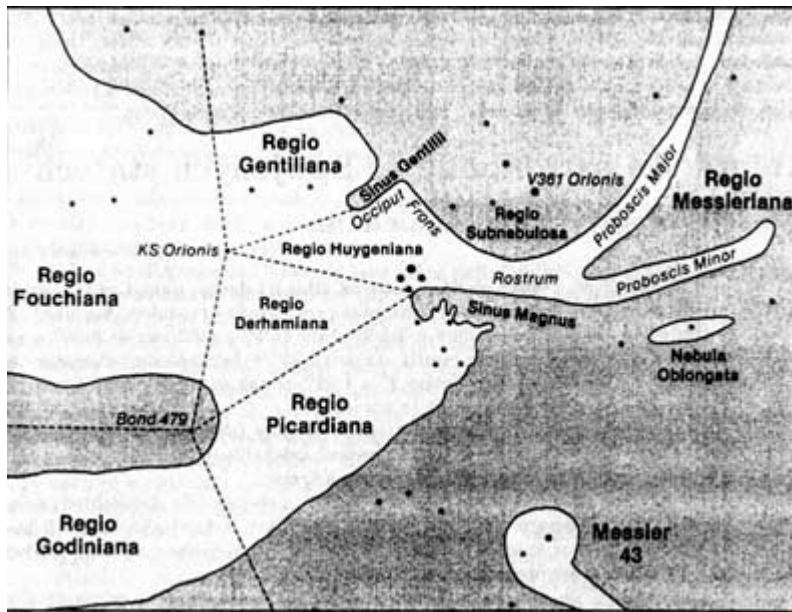 Regio
Gentiliana
Sinus Gentilii
V361 Orionis
Proboscis Maior
Regio
Messieriana
Occiput
Frons
Regio
Subnebulosa
KS Orionis
Regio Huygeniana
Rostrum
Proboscis Minor
Regio
Fouchiana
Regio
Derhamiana
Sinus Magnus
Nebula
Oblongata
Regio
Picardiana
Bond 479
Regio
Godiniana
Messier
43